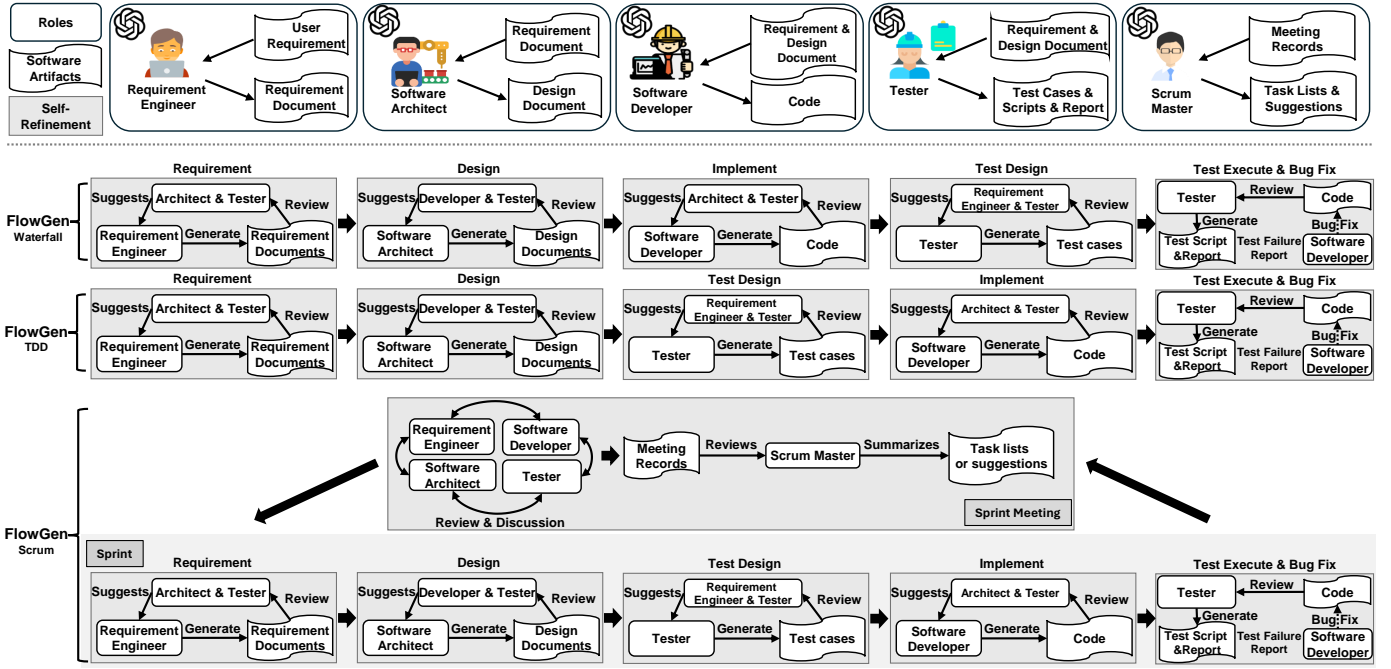 Roles
Software
Artifacts
Self-
Refinement
Requirement
Engineer
User
Requirement
Requirement
Document
Software
Architect
Requirement
Document
Design
Document
Software
Developer
Requirement &
Design
Document
Code
Tester
Requirement &
Design Document
Test Cases &
Scripts & Report
Scrum
Master
Meeting
Records
Task Lists &
Suggestions
FlowGen
Waterfall
Requirement
Suggests
Architect & Tester
Review
Requirement
Engineer
Generate
Requirement
Documents
Design
Suggests
Developer & Tester
Review
Software
Architect
Generate
Design
Documents
Implement
Suggests
Architect & Tester
Review
Software
Developer
Generate
Code
Test Design
Suggests
Requirement
Engineer & Tester
Review
Tester
Generate
Test cases
Test Execute & Bug Fix
Tester
Review
Code
Generate
Bug Fix
Test Script
&Report
Test Failure
Report
Software
Developer
FlowGen
TDD
Requirement
Suggests
Architect & Tester
Review
Requirement
Engineer
Generate
Requirement
Documents
Design
Suggests
Developer & Tester
Review
Software
Architect
Generate
Design
Documents
Test Design
Suggests
Requirement
Engineer & Tester
Review
Tester
Generate
Test cases
Implement
Suggests
Architect & Tester
Review
Software
Developer
Generate
Code
Test Execute & Bug Fix
Tester
Review
Code
Generate
Bug Fix
Test Script
&Report
Test Failure
Report
Software
Developer
FlowGen
Scrum
Requirement
Engineer
Software
Developer
Software
Architect
Tester
Review & Discussion
Meeting
Records
Reviews
Scrum Master
Summarizes
Task lists
or suggestions
Sprint Meeting
Sprint
Requirement
Suggests
Architect & Tester
Review
Requirement
Engineer
Generate
Requirement
Documents
Design
Suggests
Developer & Tester
Review
Software
Architect
Generate
Design
Documents
Test Design
Suggests
Requirement
Engineer & Tester
Review
Tester
Generate
Test cases
Implement
Suggests
Architect & Tester
Review
Software
Developer
Generate
Code
Test Execute & Bug Fix
Tester
Review
Code
Generate
Bug Fix
Test Script
&Report
Test Failure
Report
Software
Developer